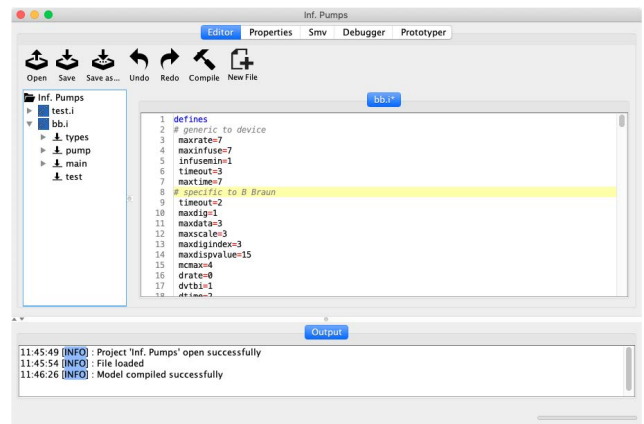 Inf. Pumps
Editor Properties Smv Debugger Prototyper
Open Save Save as... Undo Redo Compile New File
Inf. Pumps
test.i
bb.i
types
pump
main
test
bb.i*
1 defines
2 # generic to device
3 maxrate=7
4 maxinfuse=7
5 infusemin=1
6 timeout=3
7 maxtime=7
8 # specific to B Braun
9 timeout=2
10 maxdig=1
11 maxdata=3
12 maxscale=3
13 maxdigindex=3
14 maxdispvalue=15
15 mcmax=4
16 drate=0
17 dvtbi=1
18 dtime=2
Output
11:45:49 [INFO] : Project 'Inf. Pumps' open successfully
11:45:54 [INFO] : File loaded
11:46:26 [INFO] : Model compiled successfully